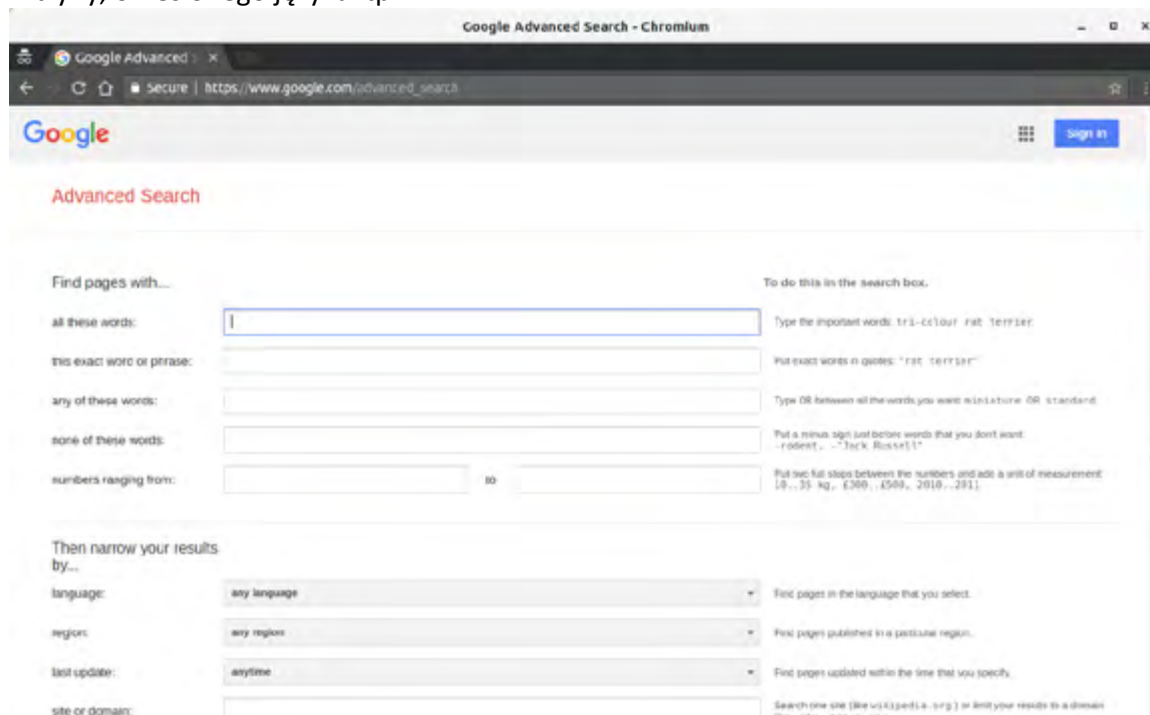 Google Advanced Search - Chromium
Google Advanced S
Secure | https://www.google.com/advanced_search
Google
Sign in
Advanced Search
Find pages with...
To do this in the search box.
all these words:
Type the important words: tri-colour rat terrier
this exact word or phrase:
Put exact words in quotes: "rat terrier"
any of these words:
Type OR between all the words you want: miniature OR standard
none of these words:
Put a minus sign just before words that you don't want:
-rodent, -"Jack Russell"
numbers ranging from:
to
Put two full stops between the numbers and add a unit of measurement:
10..35 kg, £300..£500, 2010..2011
Then narrow your results
by...
language:
any language
Find pages in the language that you select.
region:
any region
Find pages published in a particular region.
last update:
anytime
Find pages updated within the time that you specify.
site or domain:
Search one site (like wikipedia.org) or limit your results to a domain